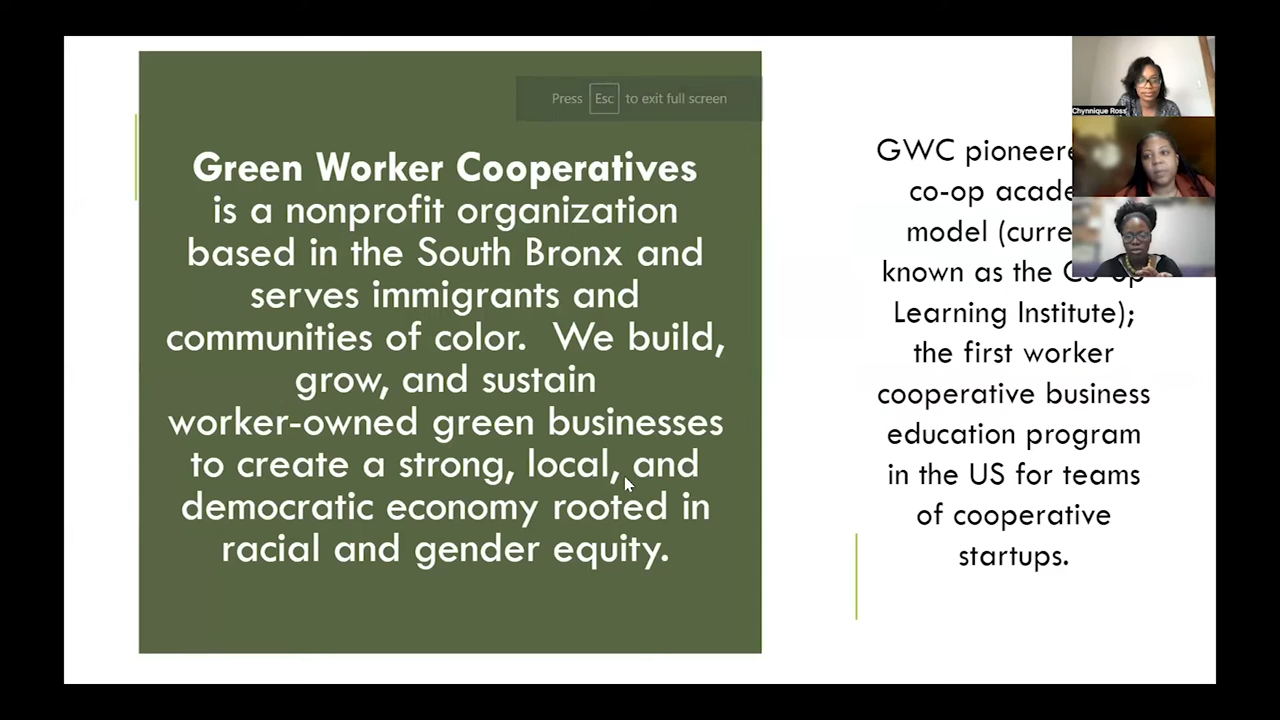 Press Esc to exit full screen
Green Worker Cooperatives
is a nonprofit organization
based in the South Bronx and
serves immigrants and
communities of color. We build,
grow, and sustain
worker-owned green businesses
to create a strong, local, and
democratic economy rooted in
racial and gender equity.
GWC
co-op
model
known as the Co-op
Learning Institute);
the first worker
cooperative business
education program
in the US for teams
of cooperative
startups.
Chynnique Ross